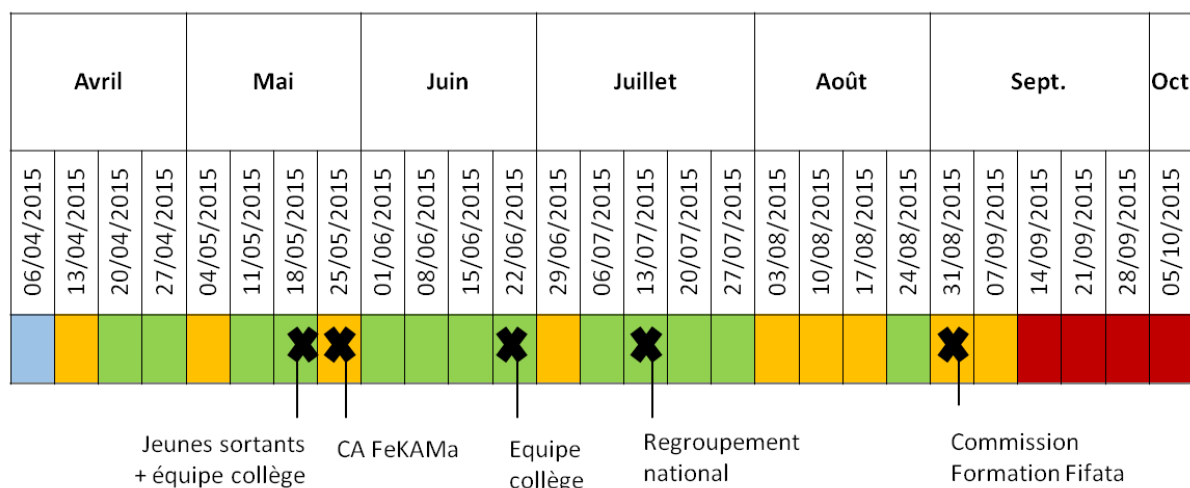 Avril Mai Juin Juillet Août Sept. Oct
06/04/2015 13/04/2015 20/04/2015 27/04/2015 04/05/2015 11/05/2015 18/05/2015 25/05/2015 01/06/2015 08/06/2015 15/06/2015 22/06/2015 29/06/2015 06/07/2015 13/07/2015 20/07/2015 27/07/2015 03/08/2015 10/08/2015 17/08/2015 24/08/2015 31/08/2015 07/09/2015 14/09/2015 21/09/2015 28/09/2015 05/10/2015
Jeunes sortants
+ équipe collège
CA FeKAMa
Equipe
collège
Regroupement
national
Commission
Formation Fifata